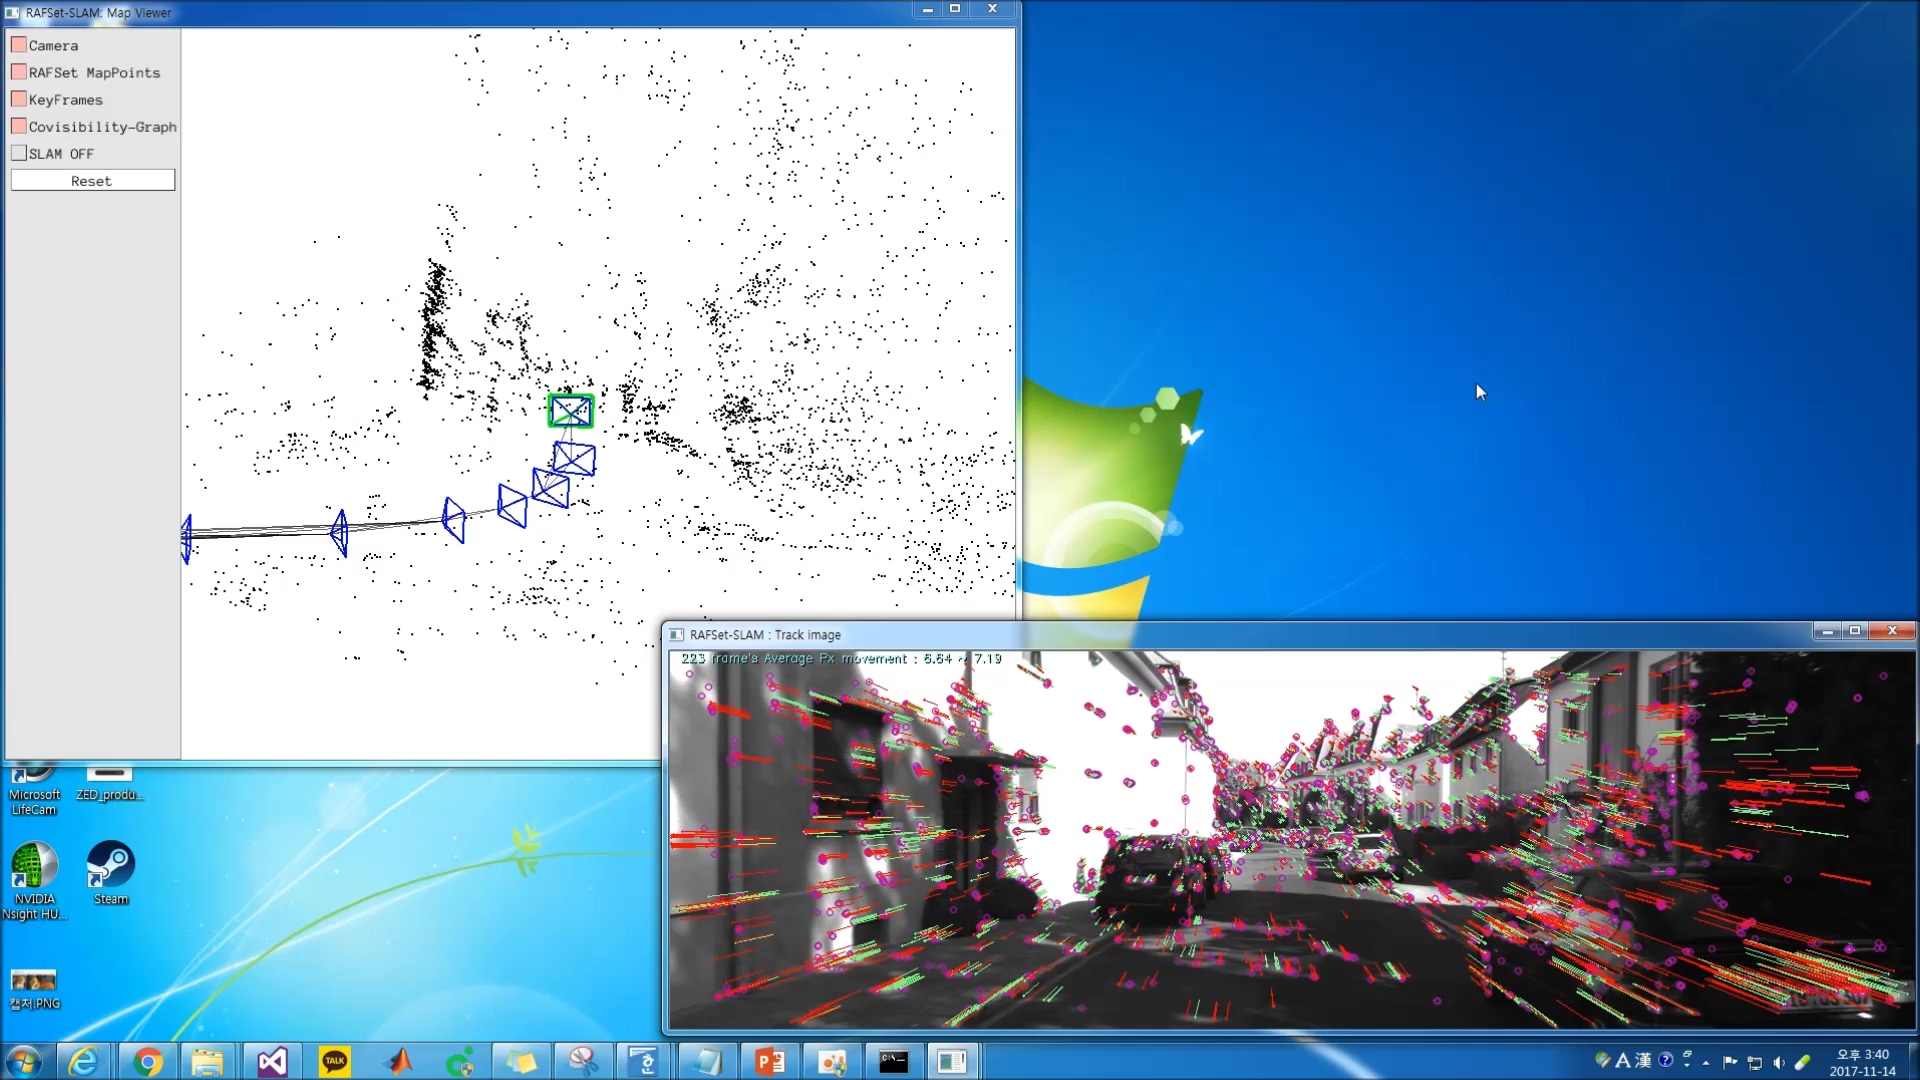 RAFSet-SLAM: Map Viewer
Camera
RAFSet MapPoints
KeyFrames
Covisibility-Graph
SLAM OFF
Reset
RAFSet-SLAM : Track image
223 frame's Average Px movement : 6.64 ~ 7.19
Microsoft
LifeCam
ZED_produ...
NVIDIA
Nsight HU...
Steam
캡처.PNG
TALK
C:\
A 漢
오후 3:40
2017-11-14